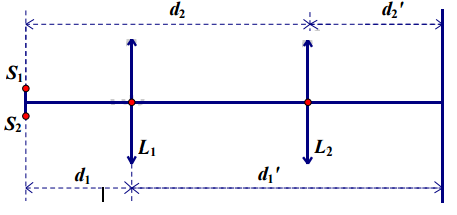 d₂ d₂'
S₁
S₂
L₁ L₂
d₁ d₁'